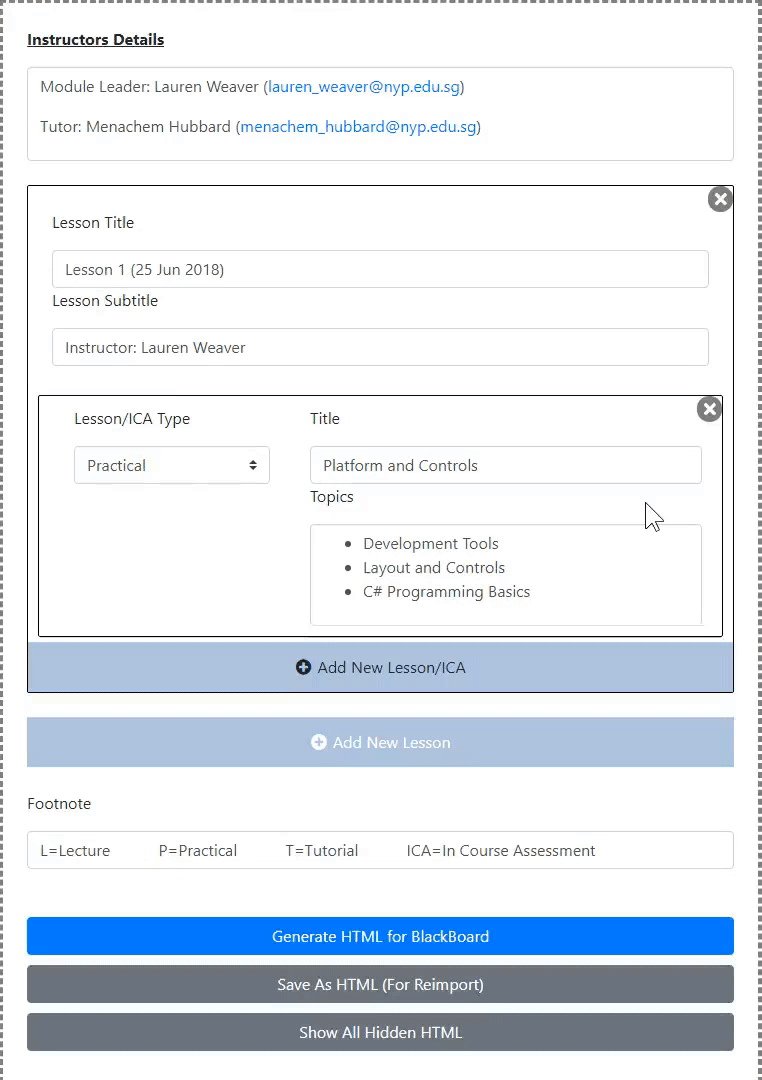 Instructors Details
Module Leader: Lauren Weaver (lauren_weaver@nyp.edu.sg)
Tutor: Menachem Hubbard (menachem_hubbard@nyp.edu.sg)
Lesson Title
Lesson 1 (25 Jun 2018)
Lesson Subtitle
Instructor: Lauren Weaver
Lesson/ICA Type
Practical
Title
Platform and Controls
Topics
Development Tools
Layout and Controls
C# Programming Basics
Add New Lesson/ICA
Add New Lesson
Footnote
L=Lecture P=Practical T=Tutorial ICA=In Course Assessment
Generate HTML for BlackBoard
Save As HTML (For Reimport)
Show All Hidden HTML